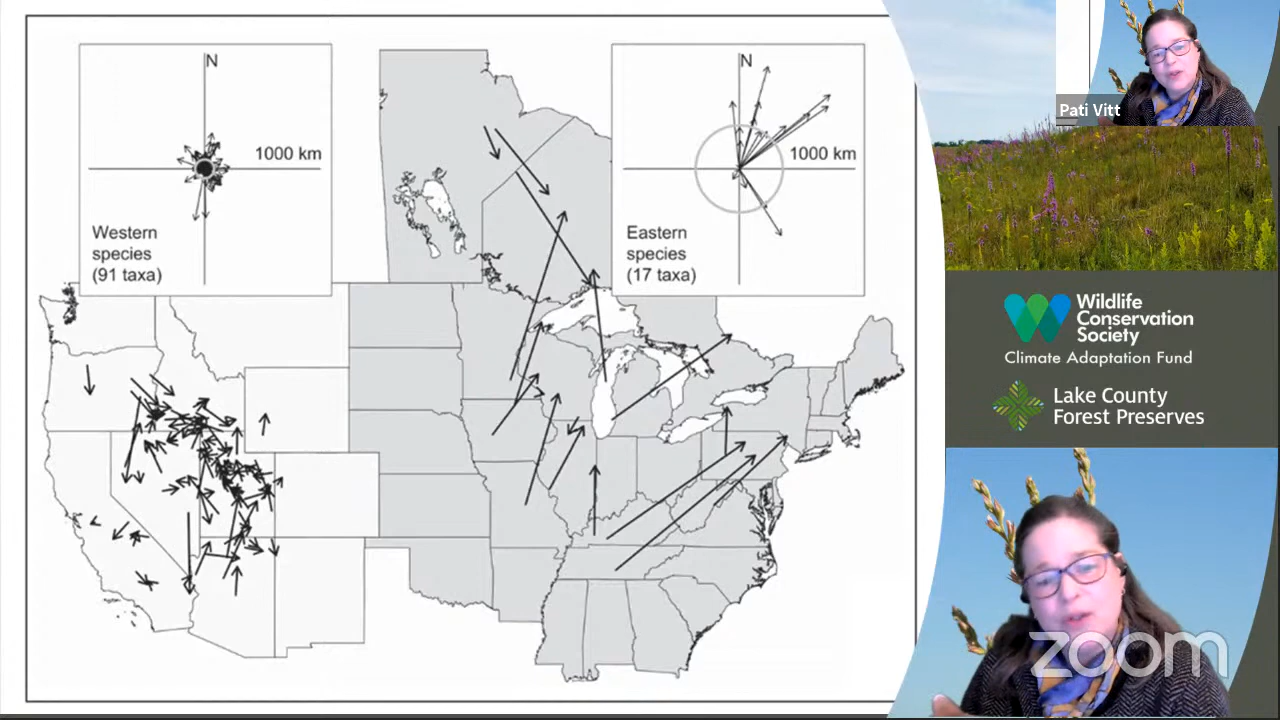 N
1000 km
Western
species
(91 taxa)
N
1000 km
Eastern
species
(17 taxa)
Pati Vitt
Wildlife
Conservation
Society
Climate Adaptation Fund
Lake County
Forest Preserves
zoom